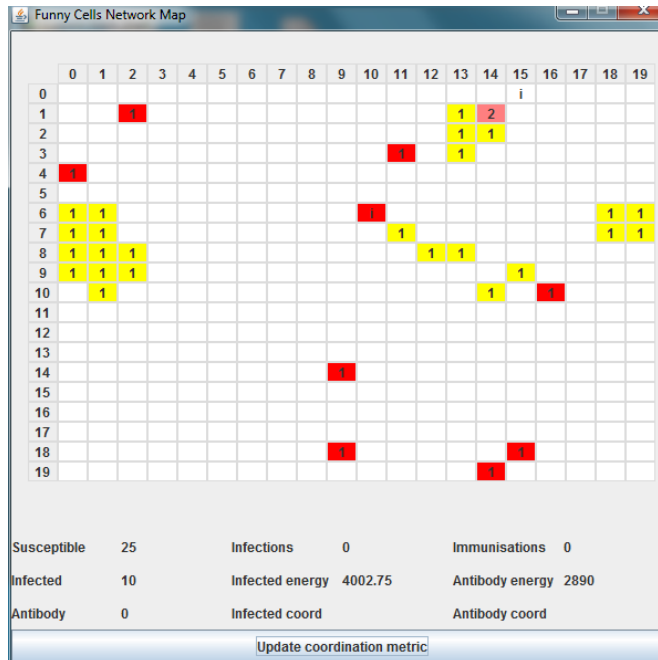 Funny Cells Network Map
0 1 2 3 4 5 6 7 8 9 10 11 12 13 14 15 16 17 18 19
0 i
1 1 1 2
2 1 1
3 1 1
4 1
5
6 1 1 i 1 1
7 1 1 1 1 1
8 1 1 1 1 1
9 1 1 1 1
10 1 1 1
11
12
13
14 1
15
16
17
18 1 1
19 1
Susceptible 25 Infections 0 Immunisations 0
Infected 10 Infected energy 4002.75 Antibody energy 2890
Antibody 0 Infected coord Antibody coord
Update coordination metric